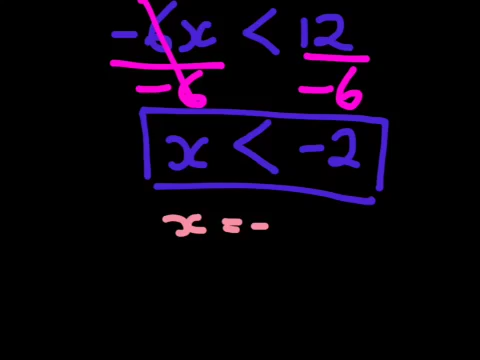 -6x < 12
-6 -6
x < -2
x = -